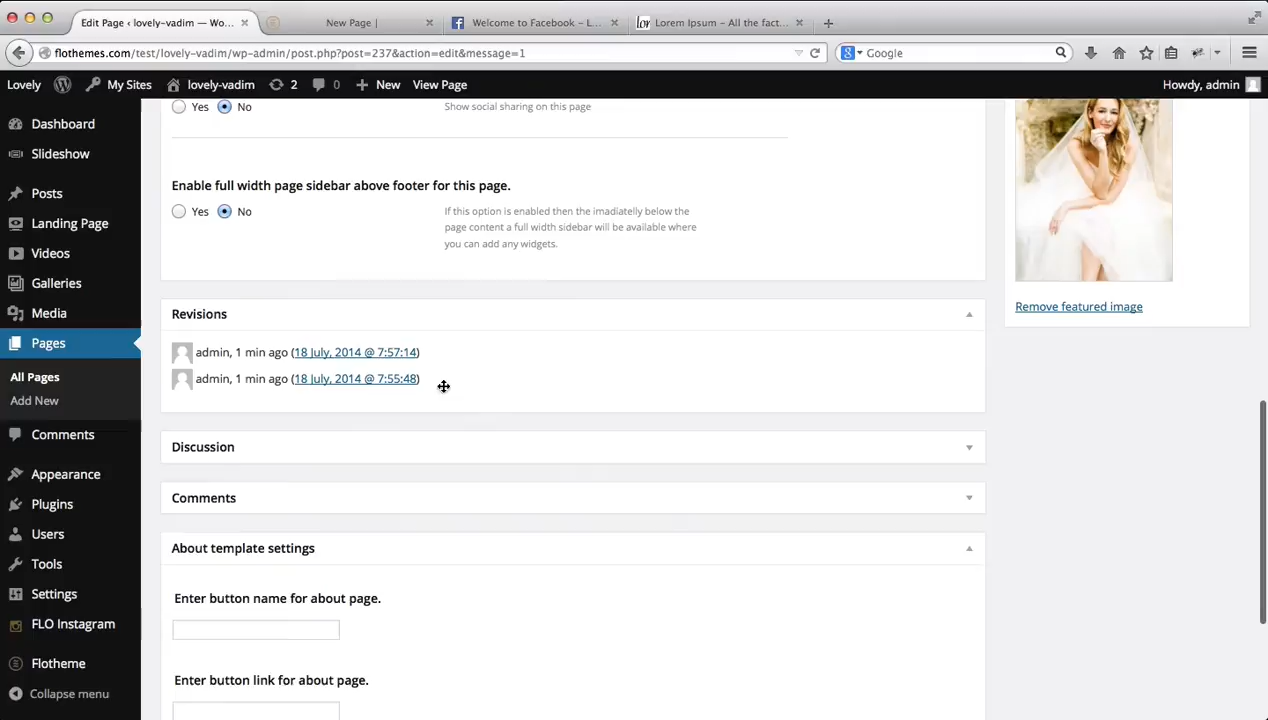 Edit Page ‹ lovely-vadim — Wo...
New Page |
Welcome to Facebook – L...
Lorem Ipsum – All the fact...
flothemes.com/test/lovely-vadim/wp-admin/post.php?post=237&action=edit&message=1
Google
Lovely
My Sites
lovely-vadim
2
0
New
View Page
Howdy, admin
Dashboard
Slideshow
Posts
Landing Page
Videos
Galleries
Media
Pages
All Pages
Add New
Comments
Appearance
Plugins
Users
Tools
Settings
FLO Instagram
Flotheme
Collapse menu
Yes
No
Show social sharing on this page
Enable full width page sidebar above footer for this page.
Yes
No
If this option is enabled then the imadiatelly below the
page content a full width sidebar will be available where
you can add any widgets.
Revisions
admin, 1 min ago (18 July, 2014 @ 7:57:14)
admin, 1 min ago (18 July, 2014 @ 7:55:48)
Discussion
Comments
About template settings
Enter button name for about page.
Enter button link for about page.
Remove featured image